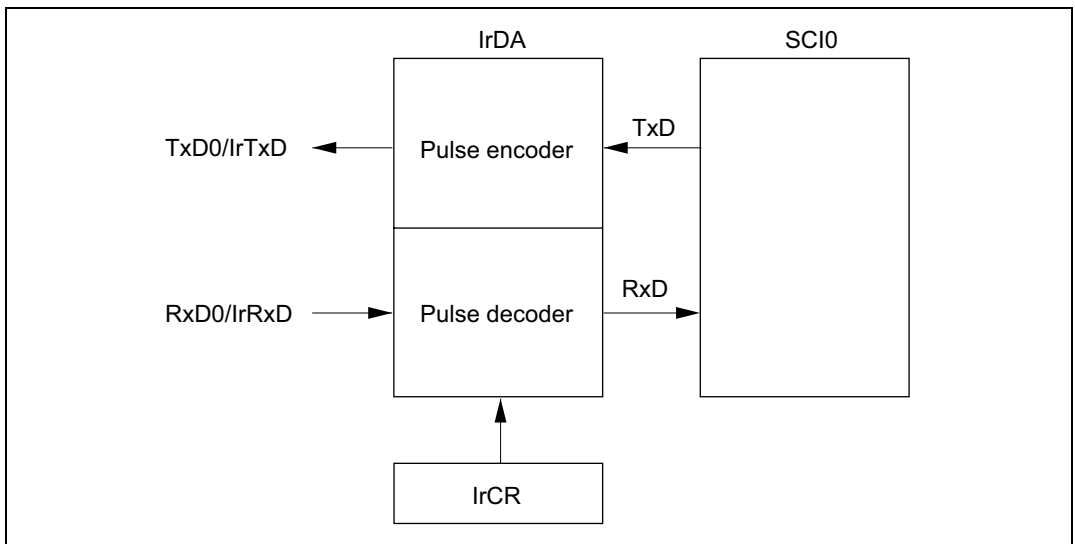 IrDA
SCI0
TxD0/IrTxD
Pulse encoder
TxD
RxD0/IrRxD
Pulse decoder
RxD
IrCR